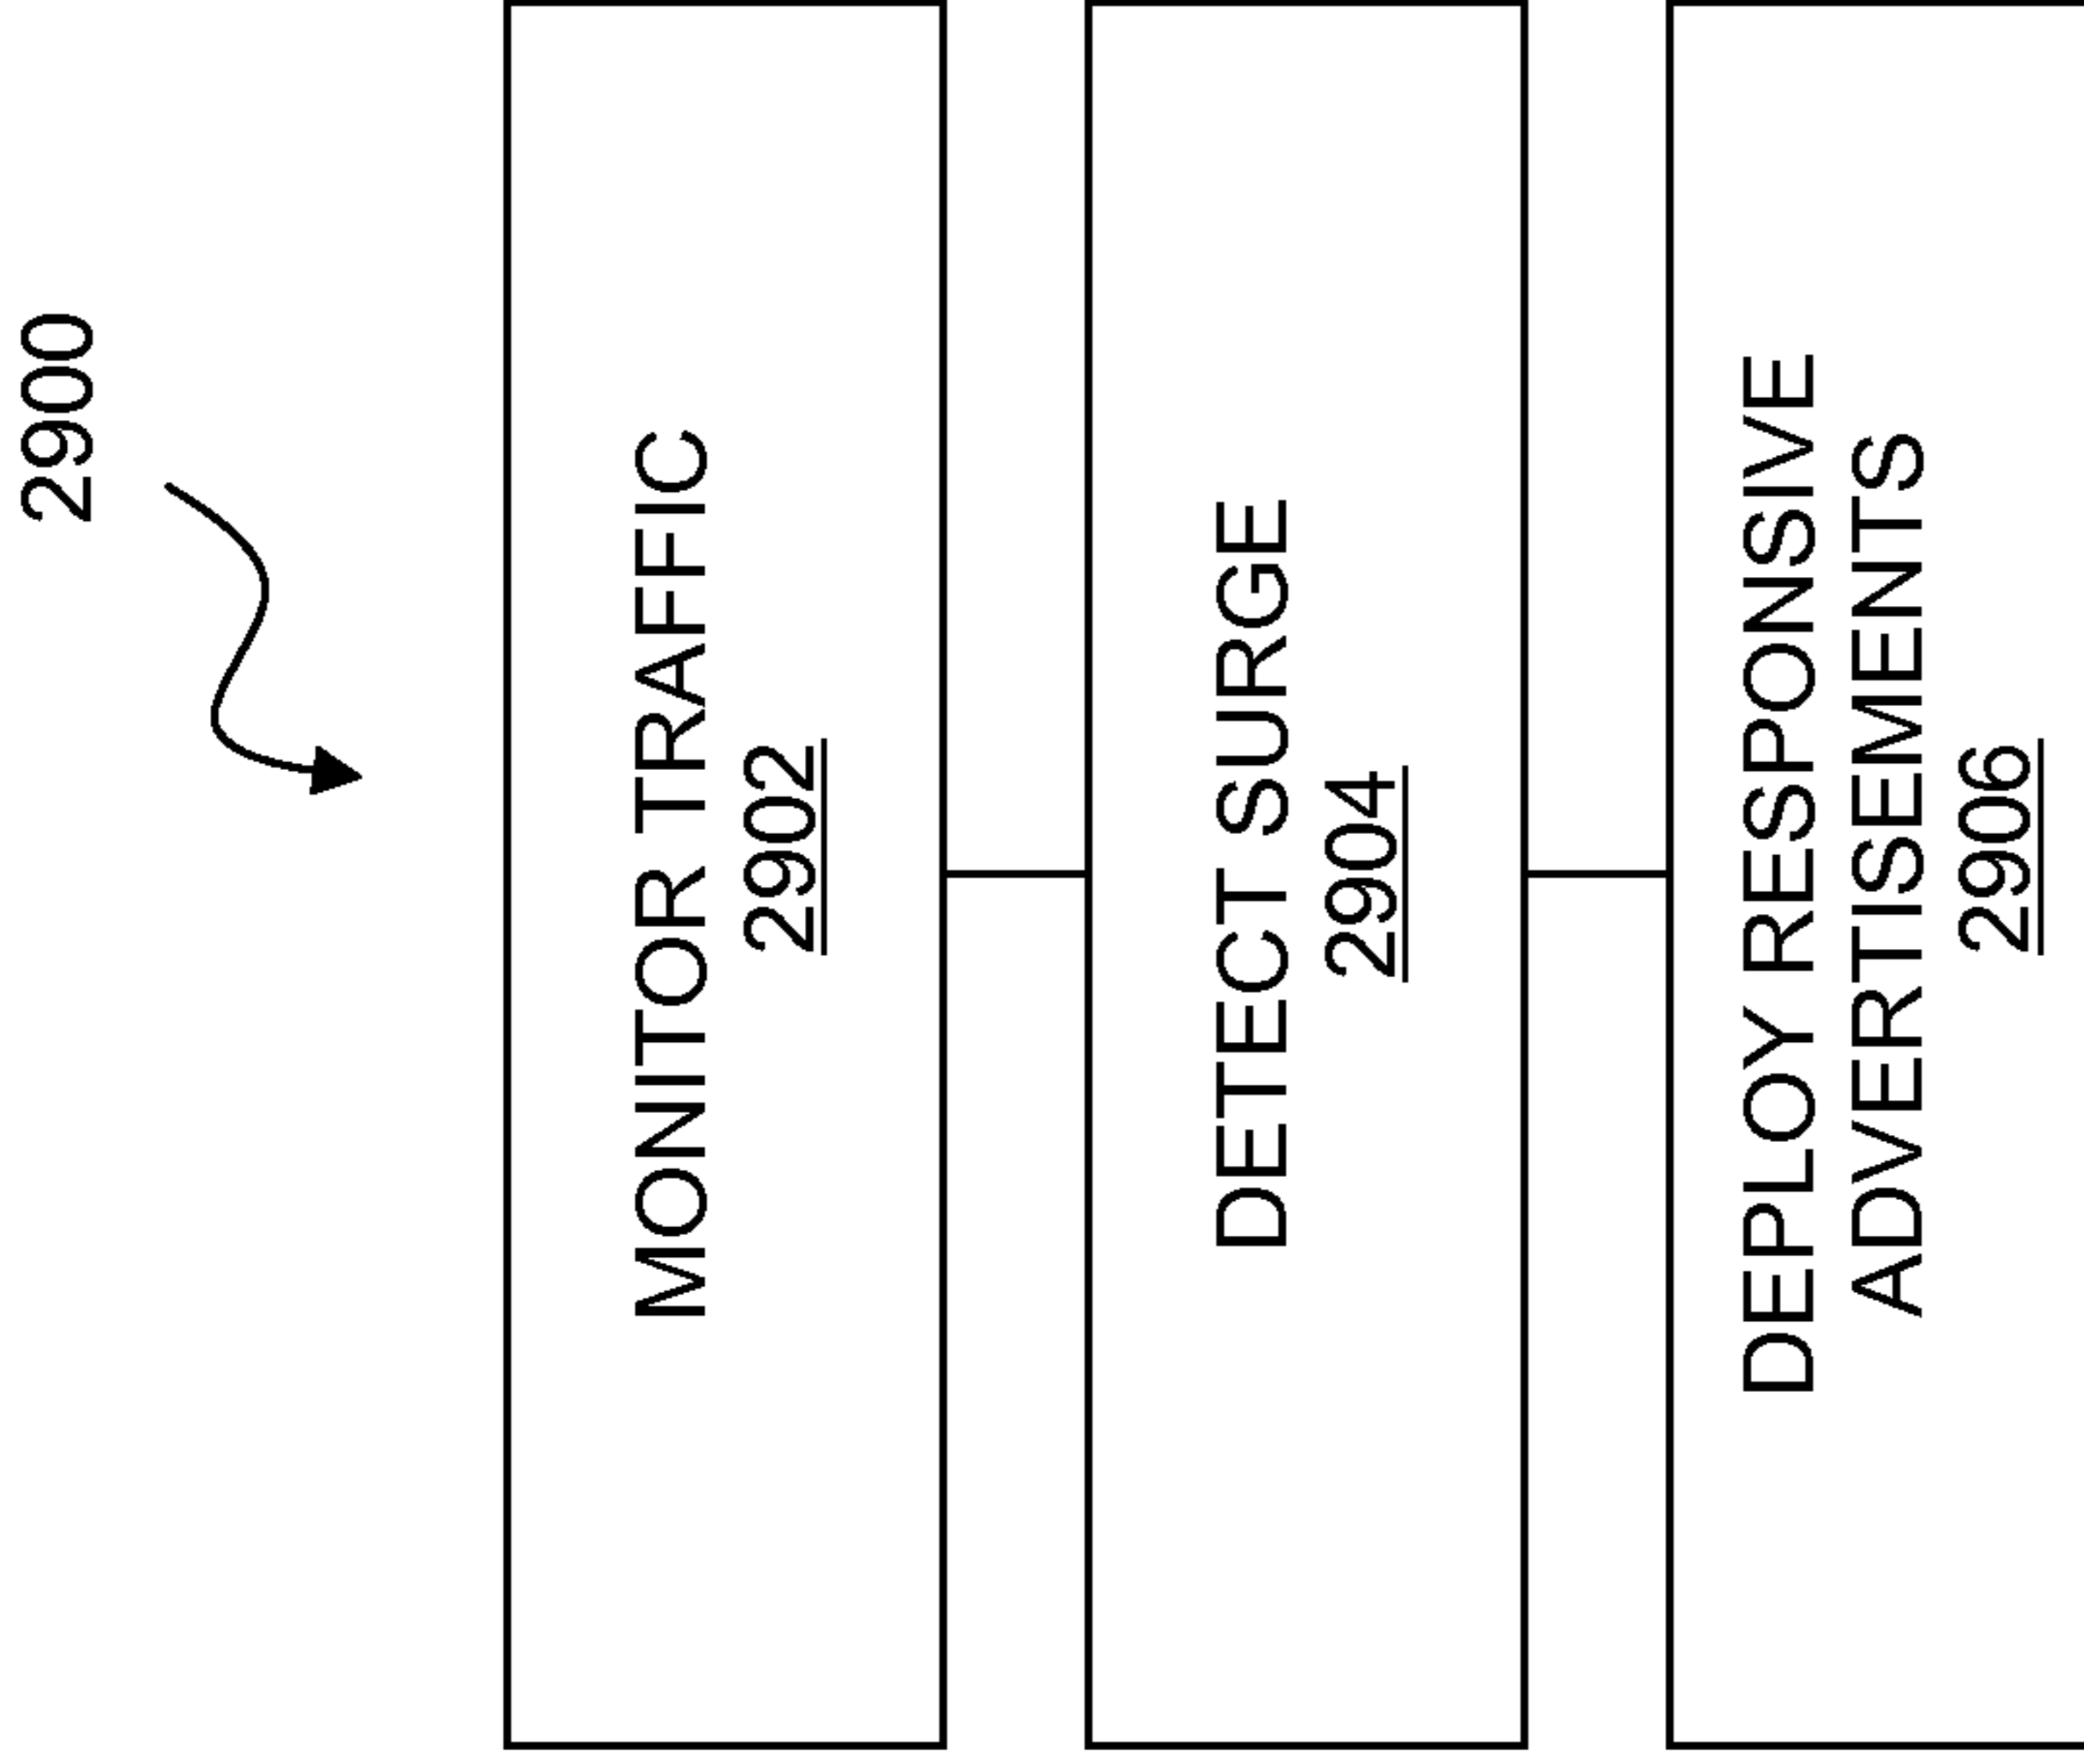 2900
MONITOR TRAFFIC
2902
DETECT SURGE
2904
DEPLOY RESPONSIVE
ADVERTISEMENTS
2906